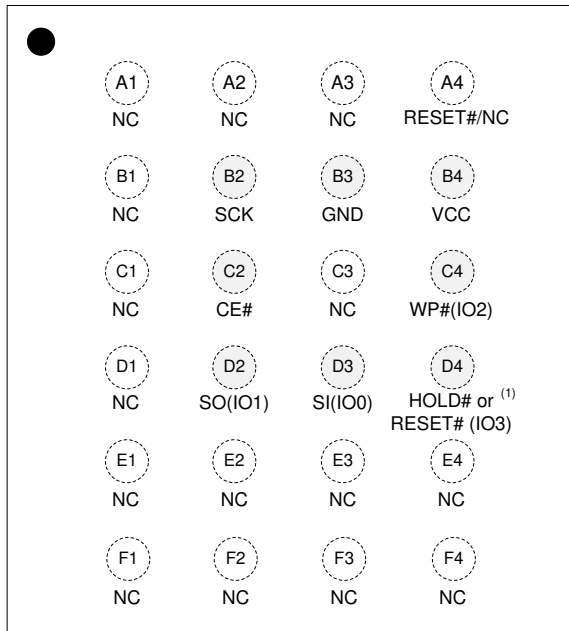 A1 A2 A3 A4
NC NC NC RESET#/NC
B1 B2 B3 B4
NC SCK GND VCC
C1 C2 C3 C4
NC CE# NC WP#(IO2)
D1 D2 D3 D4
NC SO(IO1) SI(IO0) HOLD# or (1)
RESET# (IO3)
E1 E2 E3 E4
NC NC NC NC
F1 F2 F3 F4
NC NC NC NC